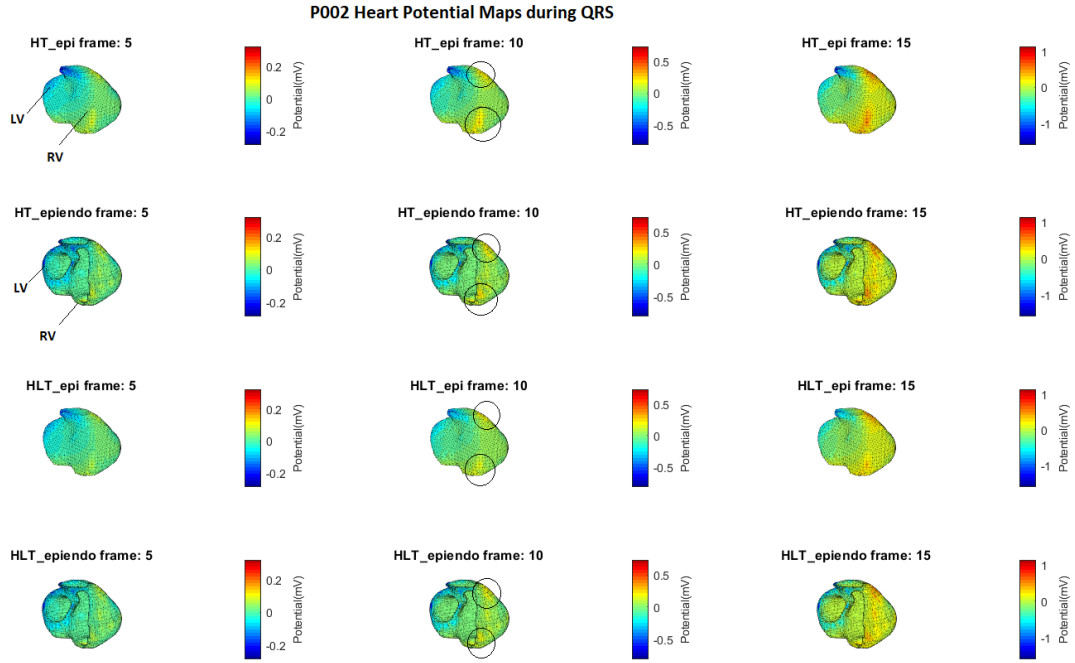 P002 Heart Potential Maps during QRS
HT_epi frame: 5
0.2
0
-0.2
Potential(mV)
LV
RV
HT_epi frame: 10
0.5
0
-0.5
Potential(mV)
HT_epi frame: 15
1
0
-1
Potential(mV)
HT_epiendo frame: 5
0.2
0
-0.2
Potential(mV)
LV
RV
HT_epiendo frame: 10
0.5
0
-0.5
Potential(mV)
HT_epiendo frame: 15
1
0
-1
Potential(mV)
HLT_epi frame: 5
0.2
0
-0.2
Potential(mV)
HLT_epi frame: 10
0.5
0
-0.5
Potential(mV)
HLT_epi frame: 15
1
0
-1
Potential(mV)
HLT_epiendo frame: 5
0.2
0
-0.2
Potential(mV)
HLT_epiendo frame: 10
0.5
0
-0.5
Potential(mV)
HLT_epiendo frame: 15
1
0
-1
Potential(mV)